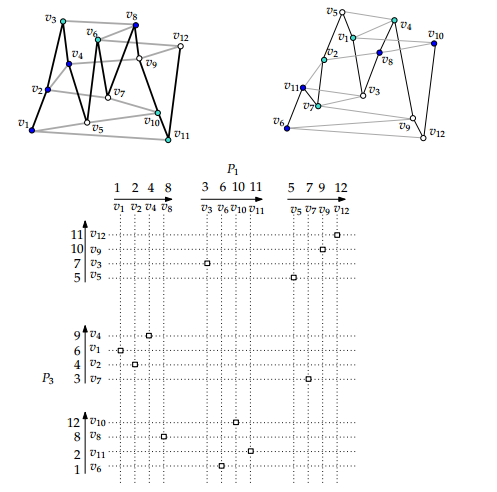 v3 v8 v5 v4
v6 v12 v1 v10
v4 v9 v2 v8
v2 v7 v11 v3
v1 v5 v10 v7
v11 v6 v9 v12
P1
1 2 4 8 3 6 10 11 5 7 9 12
v1 v2 v4 v8 v3 v6 v10 v11 v5 v7 v9 v12
11 v12
10 v9
7 v3
5 v5
9 v4
6 v1
4 v2
P3 3 v7
12 v10
8 v8
2 v11
1 v6